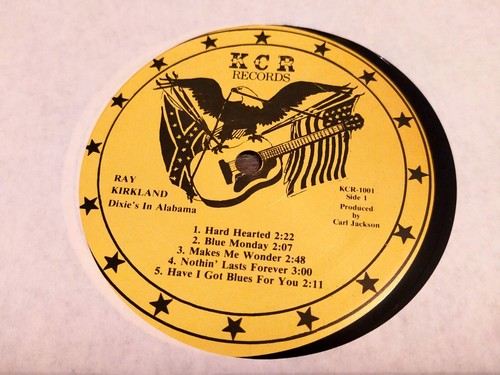 KCR
RECORDS
RAY
KIRKLAND
Dixie's In Alabama
KCR-1001
Side 1
Produced
by
Carl Jackson
1. Hard Hearted 2:22
2. Blue Monday 2:07
3. Makes Me Wonder 2:48
4. Nothin' Lasts Forever 3:00
5. Have I Got Blues For You 2:11